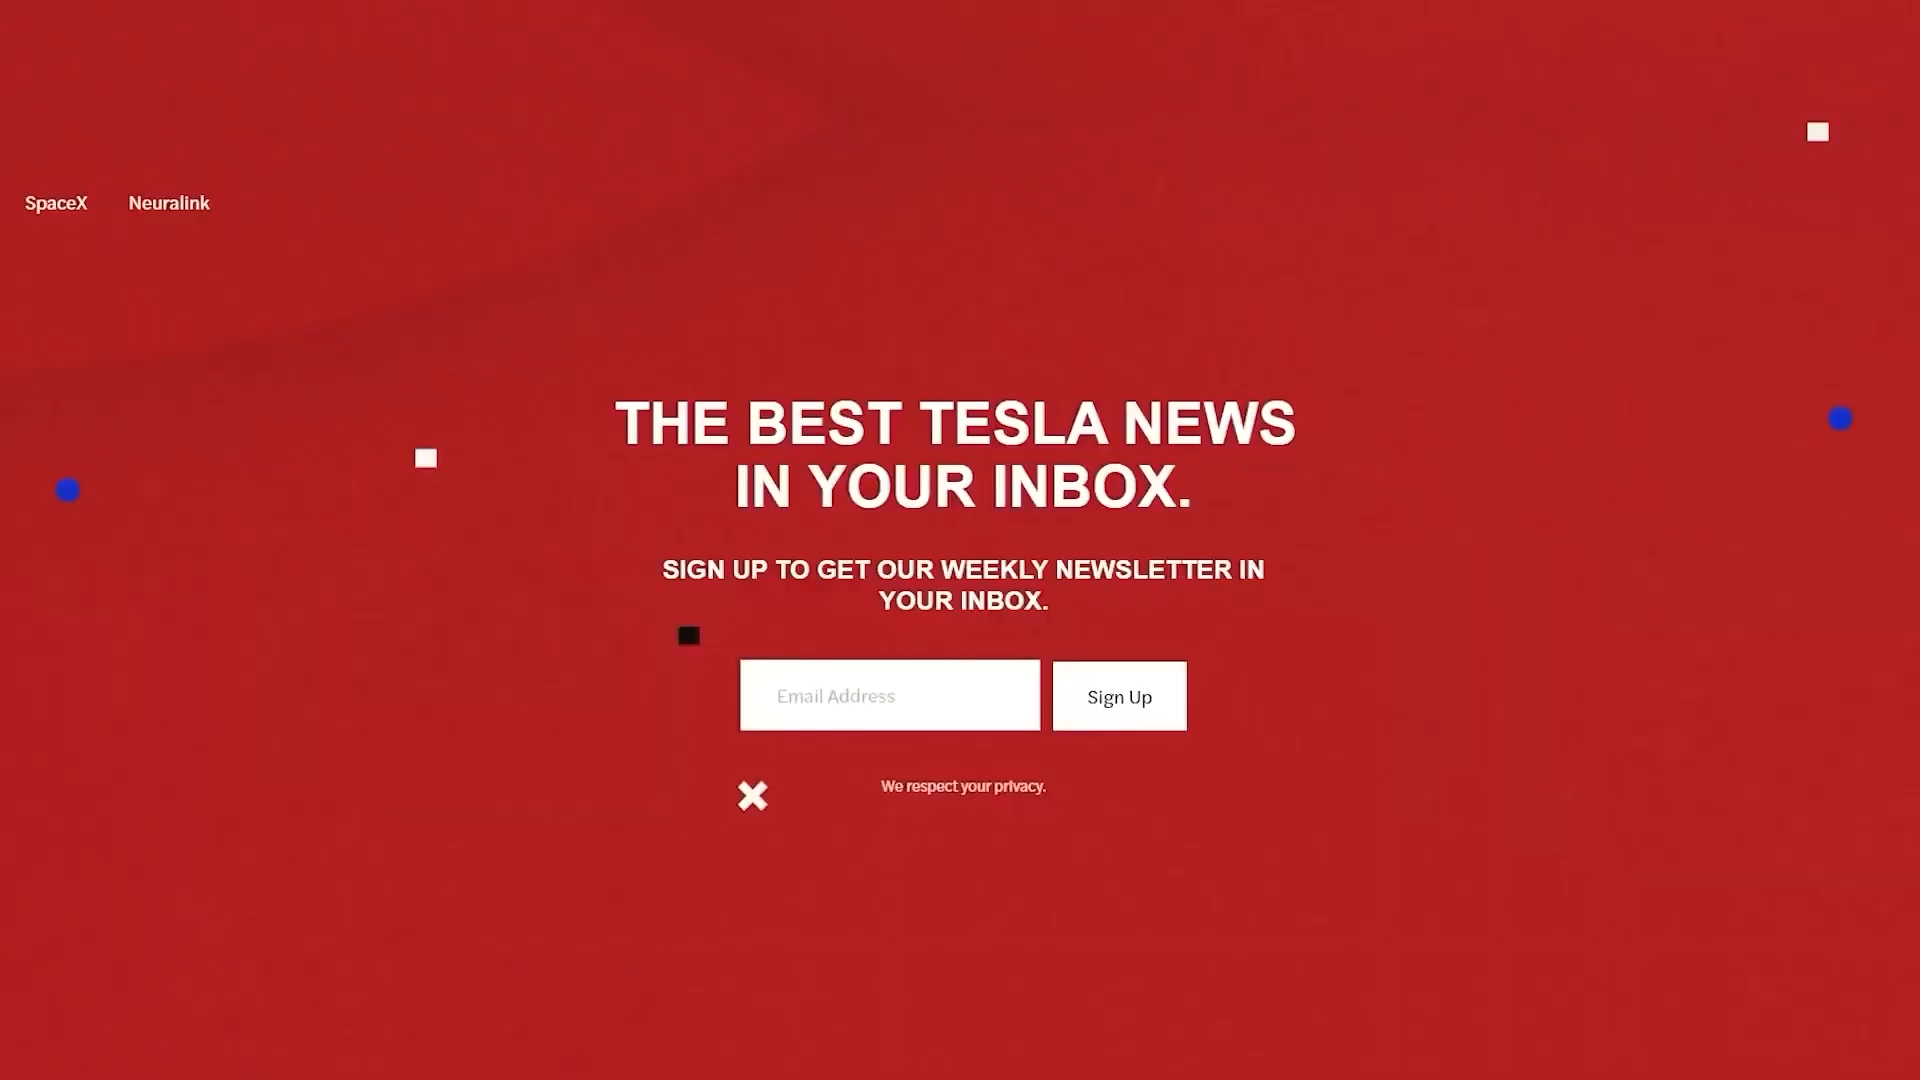 SpaceX Neuralink
THE BEST TESLA NEWS
IN YOUR INBOX.
SIGN UP TO GET OUR WEEKLY NEWSLETTER IN
YOUR INBOX.
Email Address
Sign Up
We respect your privacy.